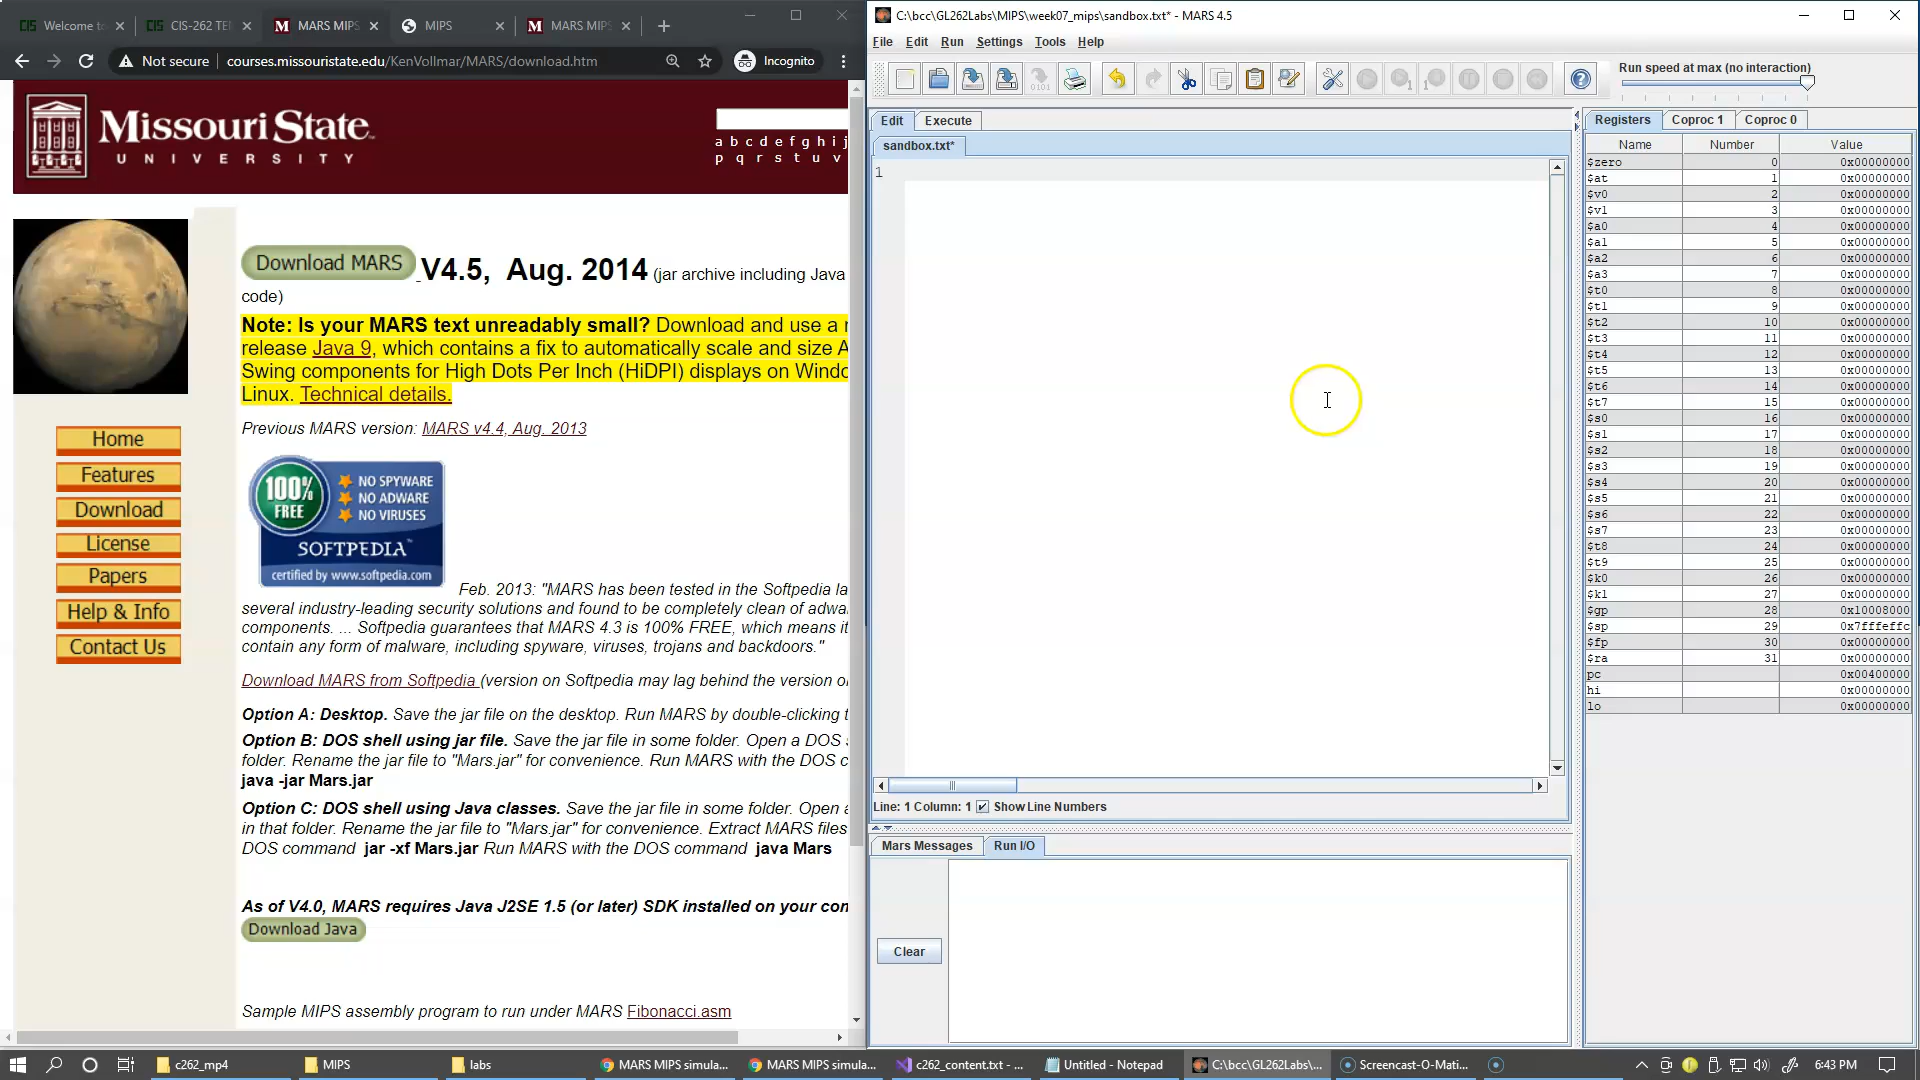 Welcome to
CIS-262 TER
MARS MIPS
MIPS
MARS MIPS
Not secure
courses.missouristate.edu/KenVollmar/MARS/download.htm
Incognito
Missouri State
UNIVERSITY
a b c d e f g h i j
p q r s t u v
Download MARS
V4.5, Aug. 2014 (jar archive including Java
code)
Note: Is your MARS text unreadably small? Download and use a
release Java 9, which contains a fix to automatically scale and size
Swing components for High Dots Per Inch (HiDPI) displays on
Linux. Technical details.
Previous MARS version: MARS v4.4, Aug. 2013
100%
FREE
NO SPYWARE
NO ADWARE
NO VIRUSES
SOFTPEDIA
certified by www.softpedia.com
Feb. 2013: "MARS has been tested in the Softpedia
several industry-leading security solutions and found to be completely clean of
components. ... Softpedia guarantees that MARS 4.3 is 100% FREE, which means
contain any form of malware, including spyware, viruses, trojans and backdoors."
Download MARS from Softpedia (version on Softpedia may lag behind the version
Option A: Desktop. Save the jar file on the desktop. Run MARS by double-clicking
Option B: DOS shell using jar file. Save the jar file in some folder. Open a DOS
folder. Rename the jar file to "Mars.jar" for convenience. Run MARS with the DOS
java -jar Mars.jar
Option C: DOS shell using Java classes. Save the jar file in some folder. Open
in that folder. Rename the jar file to "Mars.jar" for convenience. Extract MARS files
DOS command jar -xf Mars.jar Run MARS with the DOS command java Mars
As of V4.0, MARS requires Java J2SE 1.5 (or later) SDK installed on your
Download Java
Sample MIPS assembly program to run under MARS Fibonacci.asm
Home
Features
Download
License
Papers
Help & Info
Contact Us
C:\bcc\GL262Labs\MIPS\week07_mips\sandbox.txt* - MARS 4.5
File Edit Run Settings Tools Help
Run speed at max (no interaction)
Edit Execute
sandbox.txt*
1
Line: 1 Column: 1 Show Line Numbers
Mars Messages Run I/O
Clear
Registers Coproc 1 Coproc 0
Name Number Value
$zero 0 0x00000000
$at 1 0x00000000
$v0 2 0x00000000
$v1 3 0x00000000
$a0 4 0x00000000
$a1 5 0x00000000
$a2 6 0x00000000
$a3 7 0x00000000
$t0 8 0x00000000
$t1 9 0x00000000
$t2 10 0x00000000
$t3 11 0x00000000
$t4 12 0x00000000
$t5 13 0x00000000
$t6 14 0x00000000
$t7 15 0x00000000
$s0 16 0x00000000
$s1 17 0x00000000
$s2 18 0x00000000
$s3 19 0x00000000
$s4 20 0x00000000
$s5 21 0x00000000
$s6 22 0x00000000
$s7 23 0x00000000
$t8 24 0x00000000
$t9 25 0x00000000
$k0 26 0x00000000
$k1 27 0x00000000
$gp 28 0x10008000
$sp 29 0x7fffeffc
$fp 30 0x00000000
$ra 31 0x00000000
pc 0x00400000
hi 0x00000000
lo 0x00000000
c262_mp4
MIPS
labs
MARS MIPS simula...
MARS MIPS simula...
c262_content.txt - ...
Untitled - Notepad
C:\bcc\GL262Labs\...
Screencast-O-Mati...
6:43 PM